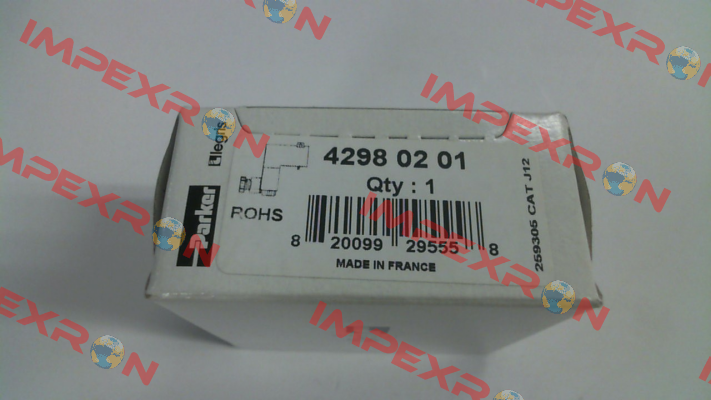 IMPEXRON
IMPEXRON
IMPEXRON
IMPEXRON
IMPEXRON
IMPEXRON
Parker
legris
4298 02 01
Qty : 1
ROHS
8 20099 29555 8
MADE IN FRANCE
259305 CAT J12